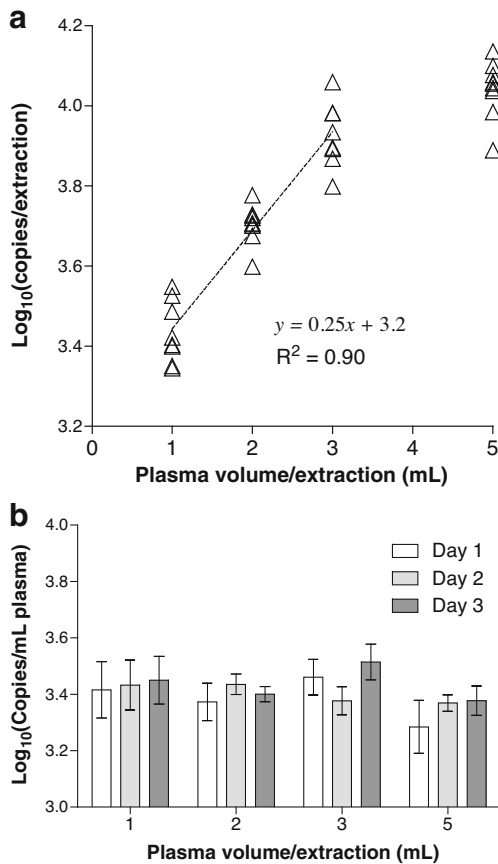 a
4.2
4.0
3.8
3.6
3.4
3.2
Log10(copies/extraction)
y = 0.25x + 3.2
R² = 0.90
0 1 2 3 4 5
Plasma volume/extraction (mL)
b
4.0
3.8
3.6
3.4
3.2
3.0
Log10(Copies/mL plasma)
Day 1
Day 2
Day 3
1 2 3 5
Plasma volume/extraction (mL)